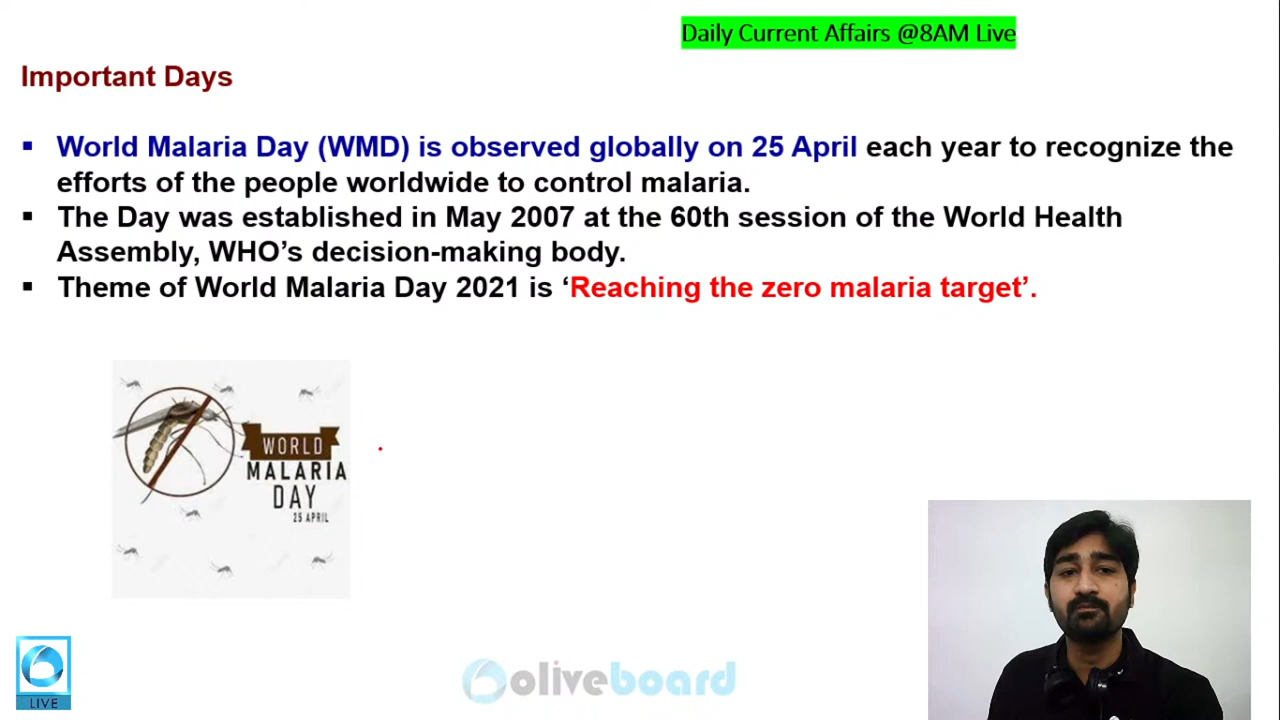 Daily Current Affairs @8AM Live
Important Days
▪ World Malaria Day (WMD) is observed globally on 25 April each year to recognize the
efforts of the people worldwide to control malaria.
▪ The Day was established in May 2007 at the 60th session of the World Health
Assembly, WHO’s decision-making body.
▪ Theme of World Malaria Day 2021 is ‘Reaching the zero malaria target’.
WORLD
MALARIA
DAY
25 APRIL
LIVE
oliveboard